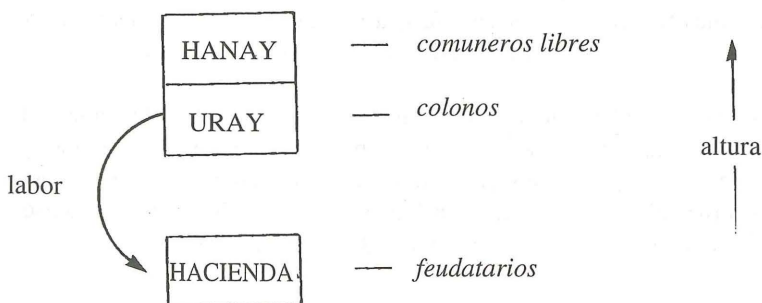 HANAY — comuneros libres
URAY — colonos
altura
labor
HACIENDA — feudatarios